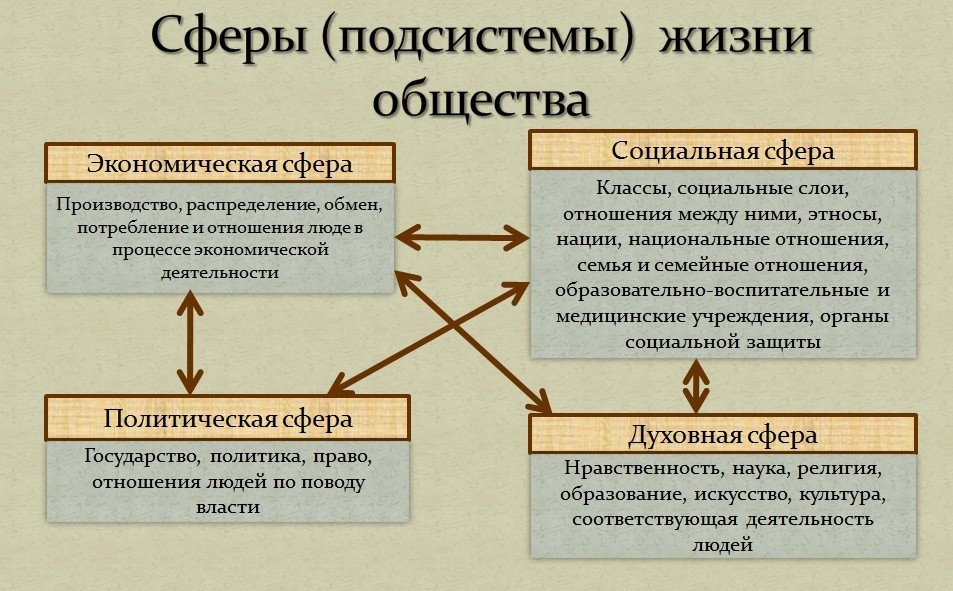 Сферы (подсистемы) жизни
общества
Экономическая сфера
Производство, распределение, обмен,
потребление и отношения люде в
процессе экономической
деятельности
Социальная сфера
Классы, социальные слои,
отношения между ними, этносы,
нации, национальные отношения,
семья и семейные отношения,
образовательно-воспитательные и
медицинские учреждения, органы
социальной защиты
Политическая сфера
Государство, политика, право,
отношения людей по поводу
власти
Духовная сфера
Нравственность, наука, религия,
образование, искусство, культура,
соответствующая деятельность
людей